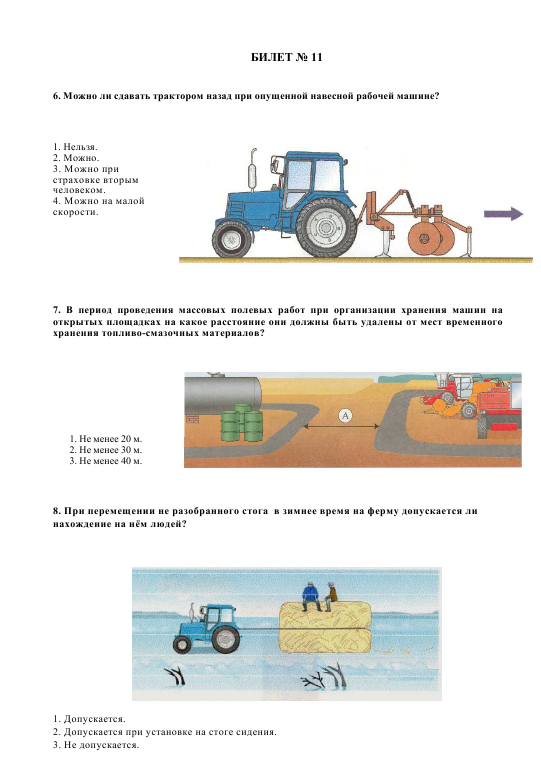 БИЛЕТ № 11
6. Можно ли сдавать трактором назад при опущенной навесной рабочей машине?
1. Нельзя.
2. Можно.
3. Можно при
страховке вторым
человеком.
4. Можно на малой
скорости.
7. В период проведения массовых полевых работ при организации хранения машин на
открытых площадках на какое расстояние они должны быть удалены от мест временного
хранения топливо-смазочных материалов?
А
1. Не менее 20 м.
2. Не менее 30 м.
3. Не менее 40 м.
8. При перемещении не разобранного стога в зимнее время на ферму допускается ли
нахождение на нём людей?
1. Допускается.
2. Допускается при установке на стоге сидения.
3. Не допускается.